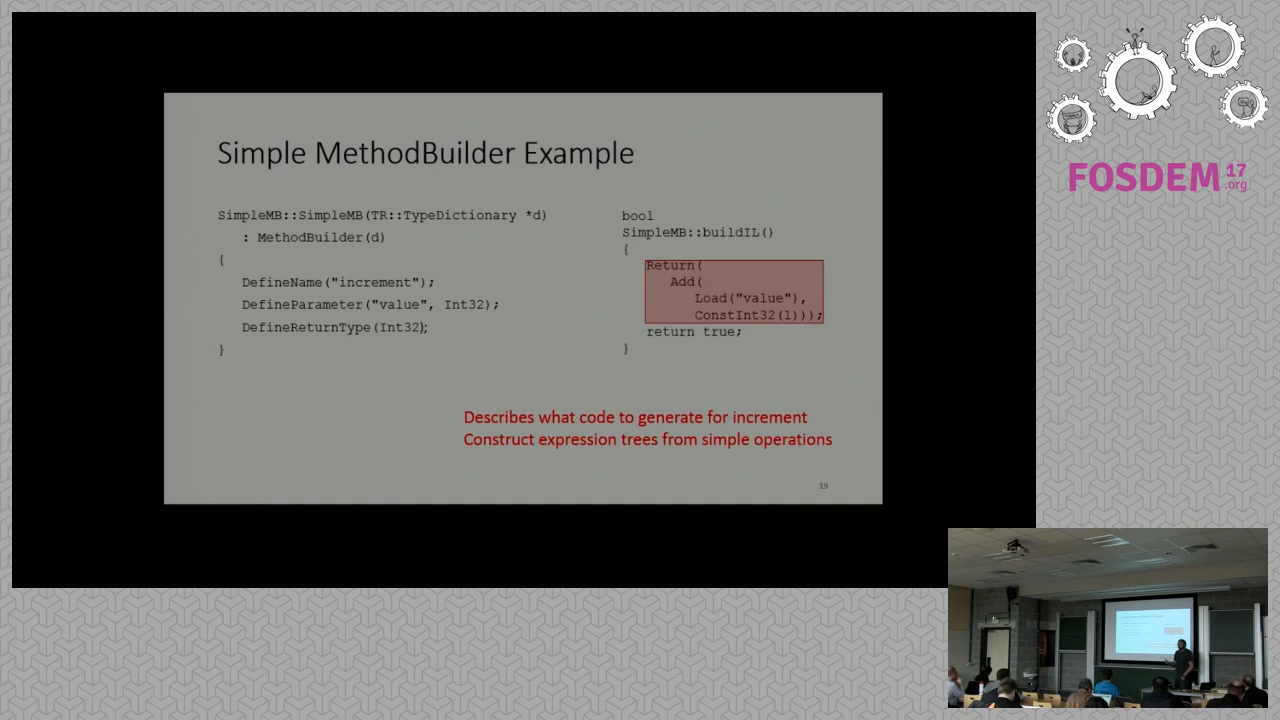 Simple MethodBuilder Example
SimpleMB::SimpleMB(TR::TypeDictionary *d)
: MethodBuilder(d)
{
DefineName("increment");
DefineParameter("value", Int32);
DefineReturnType(Int32);
}
bool
SimpleMB::buildIL()
{
Return(
Add(
Load("value"),
ConstInt32(1)));
return true;
}
Describes what code to generate for increment
Construct expression trees from simple operations
19
FOSDEM 17
.org